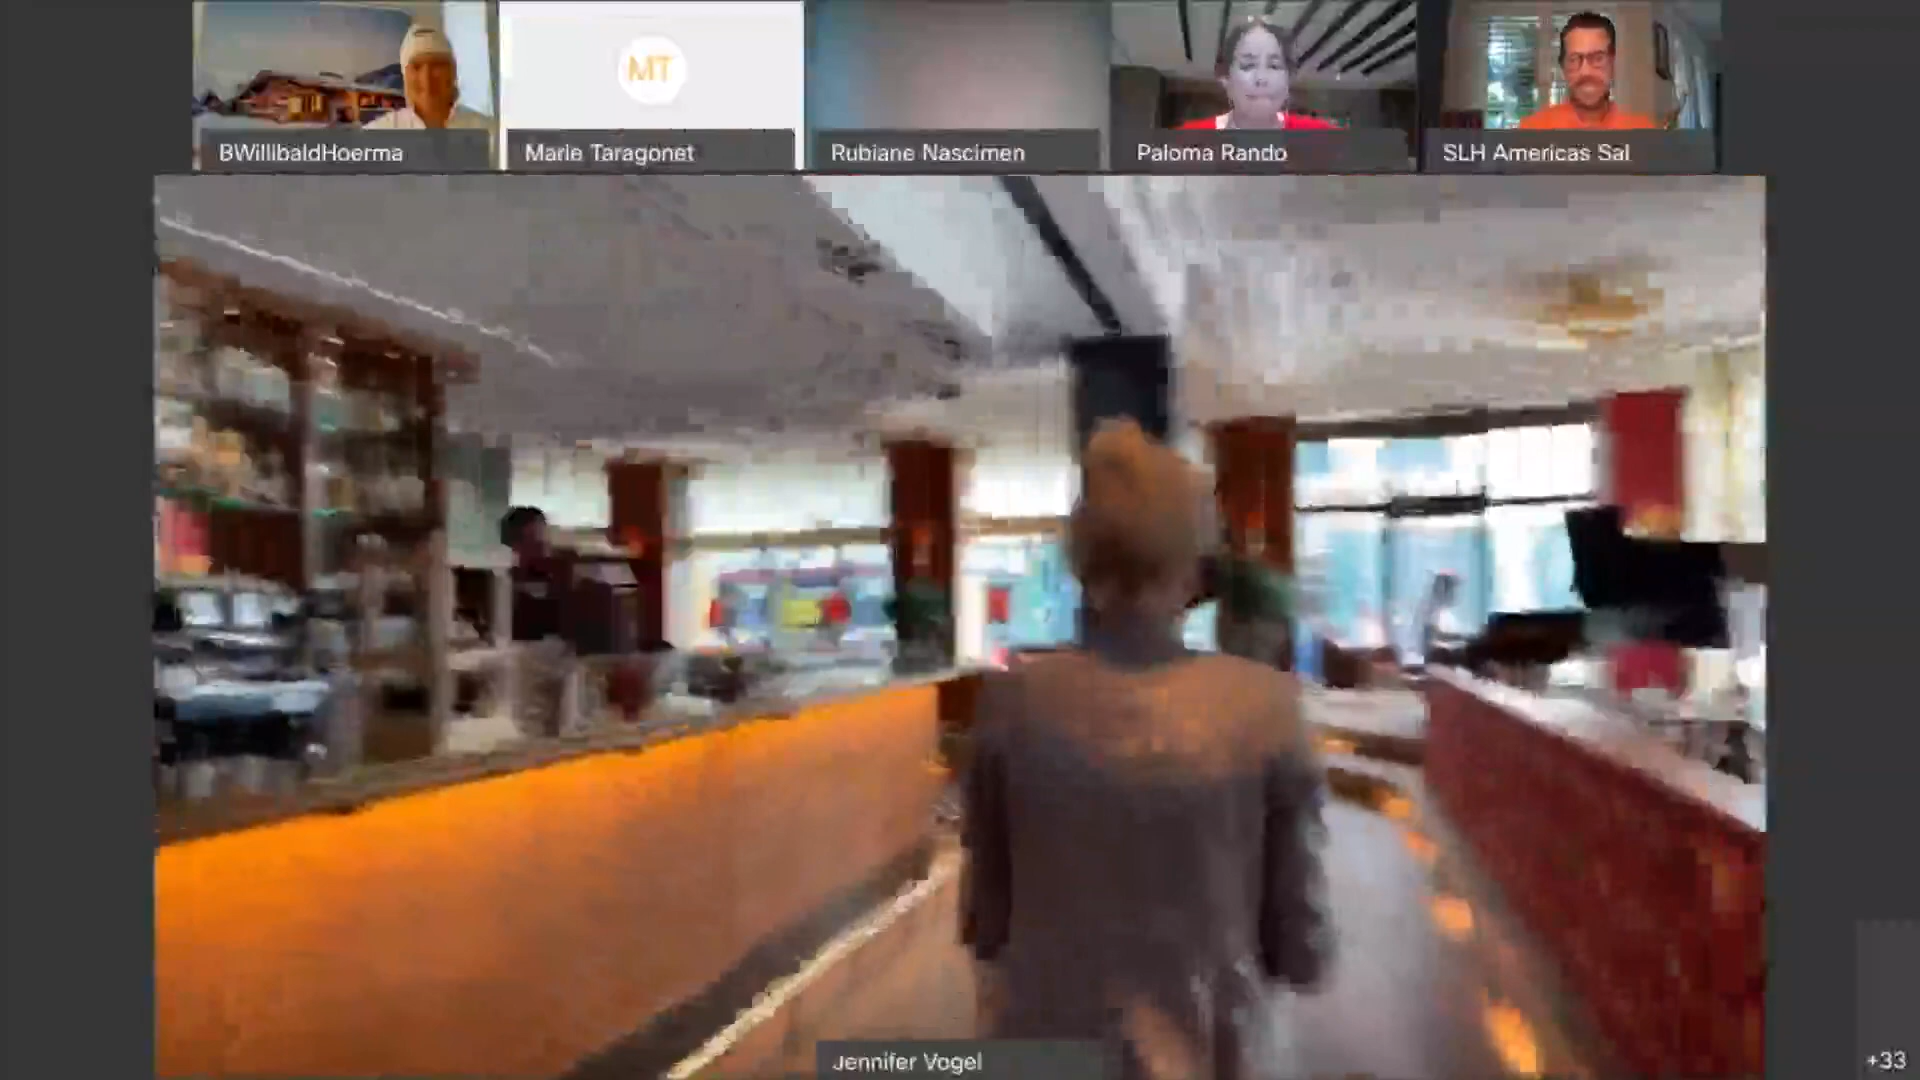 MT
BWillibaldHoerma
Marie Taragonet
Rubiane Nascimen
Paloma Rando
SLH Americas Sal
Jennifer Vogel
+33